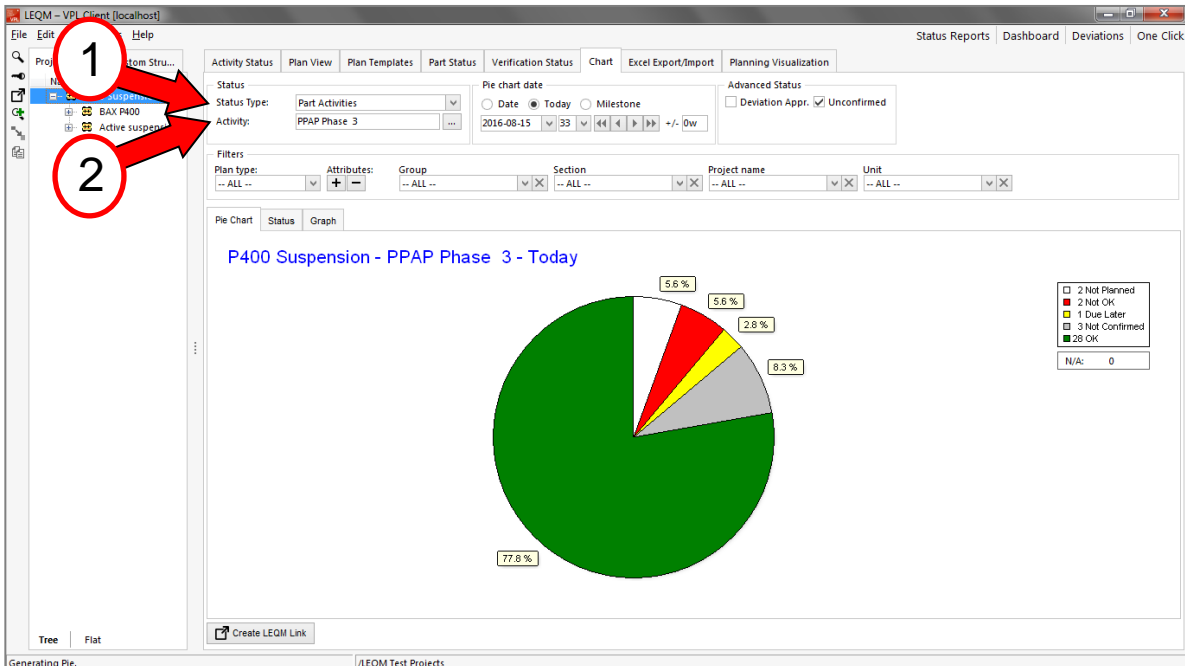 LEQM – VPL Client [localhost]
File Edit Help
Status Reports Dashboard Deviations One Click
1
2
Activity Status Plan View Plan Templates Part Status Verification Status Chart Excel Export/Import Planning Visualization
Status
Status Type: Part Activities
Activity: PPAP Phase 3 ...
Pie chart date
Date Today Milestone
2016-08-15 33 +/- 0w
Advanced Status
Deviation Appr. Unconfirmed
BAX P400
Filters
Plan type: Attributes: Group Section Project name Unit
-- ALL -- + − -- ALL -- -- ALL -- -- ALL -- -- ALL --
Pie Chart Status Graph
P400 Suspension - PPAP Phase 3 - Today
5.6 %
5.6 %
2.8 %
8.3 %
77.8 %
2 Not Planned
2 Not OK
1 Due Later
3 Not Confirmed
28 OK
N/A: 0
Create LEQM Link
Tree Flat
Generating Pie. /LEQM Test Projects